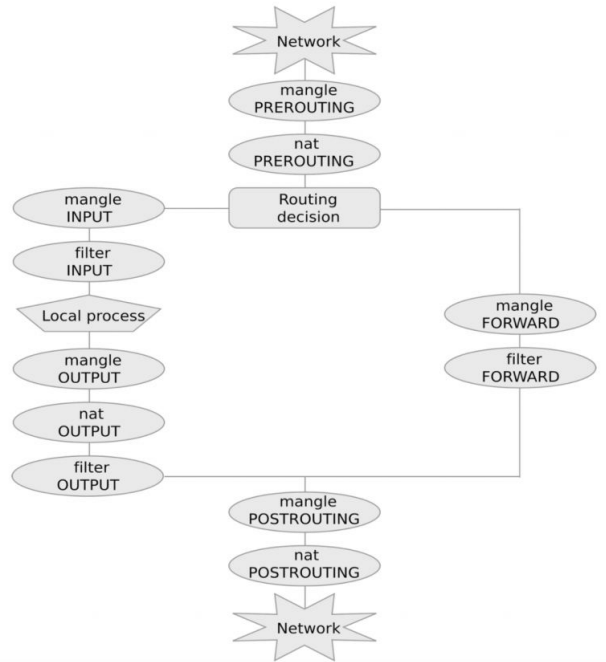 Network
mangle
PREROUTING
nat
PREROUTING
Routing
decision
mangle
INPUT
filter
INPUT
Local process
mangle
OUTPUT
nat
OUTPUT
filter
OUTPUT
mangle
FORWARD
filter
FORWARD
mangle
POSTROUTING
nat
POSTROUTING
Network